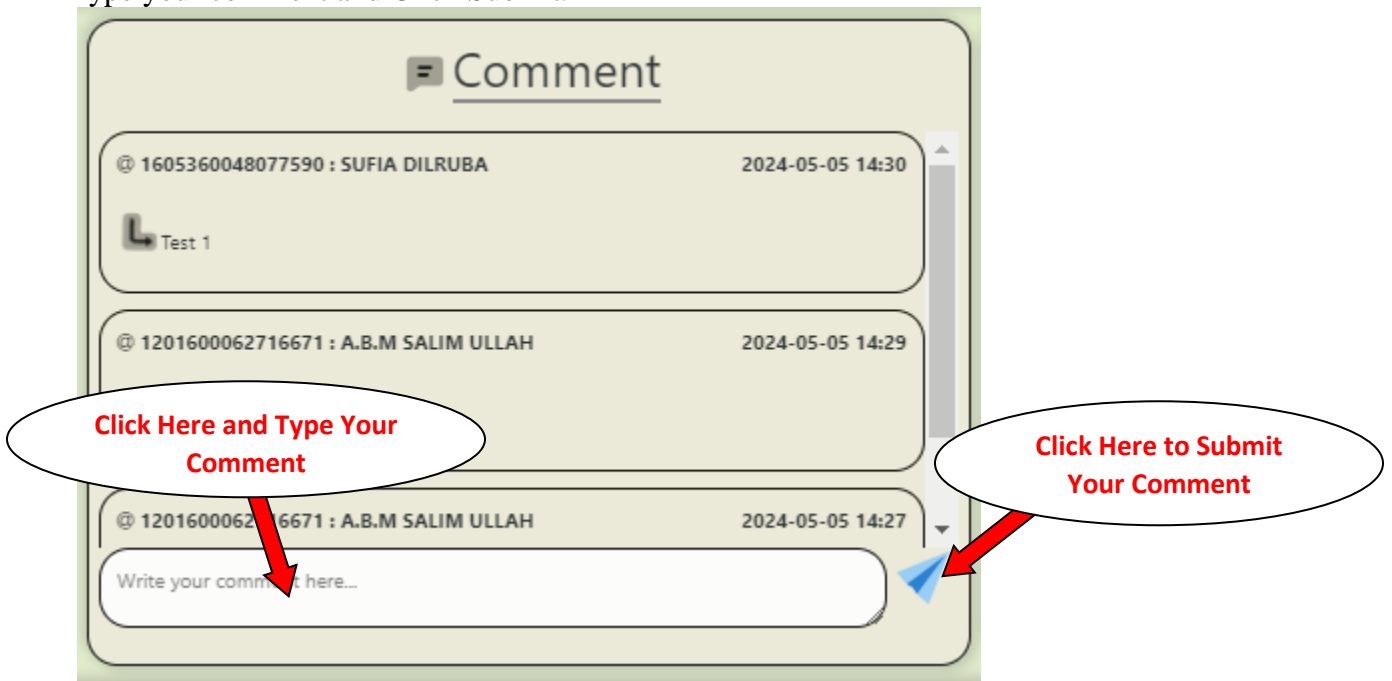 Comment
@ 1605360048077590 : SUFIA DILRUBA 2024-05-05 14:30
Test 1
@ 1201600062716671 : A.B.M SALIM ULLAH 2024-05-05 14:29
Click Here and Type Your
Comment
Click Here to Submit
Your Comment
: A.B.M SALIM ULLAH 2024-05-05 14:27
Write your comment here...